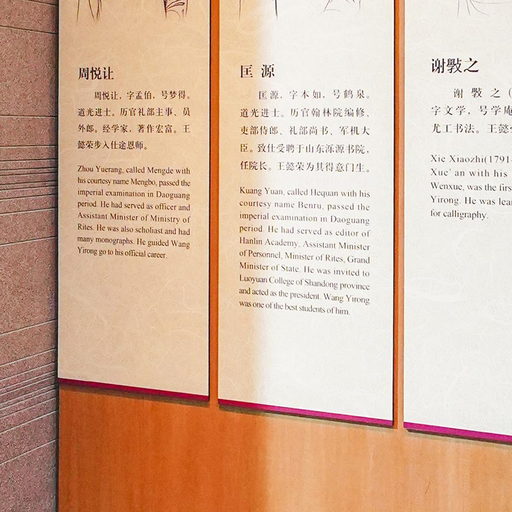 周悦让
周悦让，字孟伯，号梦得。
道光进士。历官礼部主事、员
外郎。经学家，著作宏富。王
懿荣步入仕途恩师。
Zhou Yuerang, called Mengde with
his courtesy name Mengbo, passed the
imperial examination in Daoguang
period. He had served as officer and
Assistant Minister of Ministry of
Rites. He was also scholiast and had
many monographs. He guided Wang
Yirong go to his official career.
匡 源
匡源，字本如，号鹤泉。
道光进士。历官翰林院编修、
吏部侍郎、礼部尚书、军机大
臣。致仕受聘于山东泺源书院，
任院长。王懿荣为其得意门生。
Kuang Yuan, called Hequan with his
courtesy name Benru, passed the
imperial examination in Daoguang
period. He had served as editor of
Hanlin Academy, Assistant Minister
of Personnel, Minister of Rites, Grand
Minister of State. He was invited to
Luoyuan College of Shandong province
and acted as the president. Wang Yirong
was one of the best students of him.
谢斅之
谢 斅 之（
字文学，号学庵
尤工书法。王懿
Xie Xiaozhi(1791-
Xue' an with his
Wenxue, was the first
Yirong. He was lear
for calligraphy.